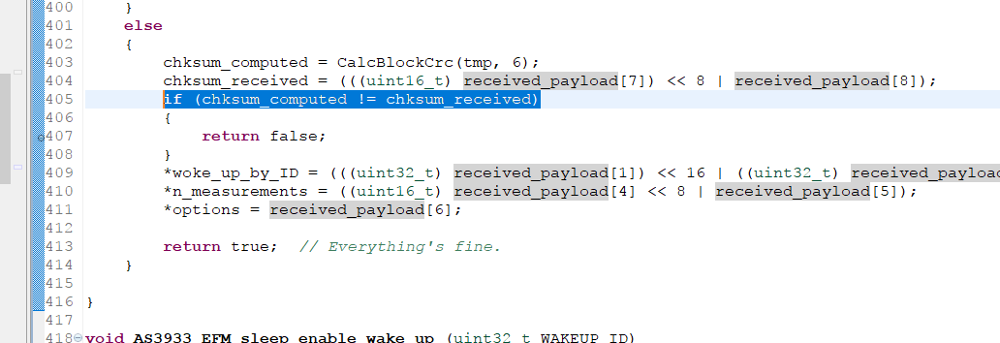 400 }
401 else
402 {
403 chksum_computed = CalcBlockCrc(tmp, 6);
404 chksum_received = (((uint16_t) received_payload[7]) << 8 | received_payload[8]);
405 if (chksum_computed != chksum_received)
406 {
407 return false;
408 }
409 *woke_up_by_ID = (((uint32_t) received_payload[1]) << 16 | ((uint32_t) received_payloa
410 *n_measurements = ((uint16_t) received_payload[4] << 8 | received_payload[5]);
411 *options = received_payload[6];
412
413 return true; // Everything's fine.
414 }
415
416 }
417
418 void AS3933_EFM_sleep_enable_wake_up (uint32_t WAKEUP_ID)